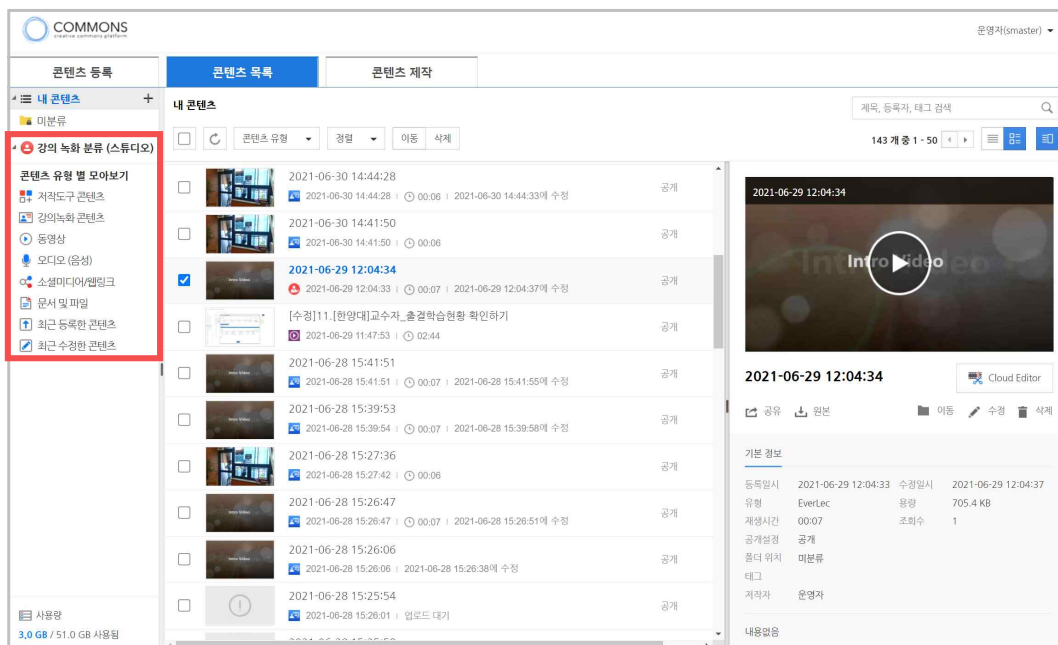 COMMONS
creative commons platform
운영자(smaster)
콘텐츠 등록
콘텐츠 목록
콘텐츠 제작
내 콘텐츠 +
미분류
강의 녹화 분류 (스튜디오)
콘텐츠 유형 별 모아보기
저작도구 콘텐츠
강의녹화 콘텐츠
동영상
오디오 (음성)
소셜미디어/웹링크
문서 및 파일
최근 등록한 콘텐츠
최근 수정한 콘텐츠
사용량
3.0 GB / 51.0 GB 사용됨
내 콘텐츠
제목, 등록자, 태그 검색
콘텐츠 유형 정렬 이동 삭제
143 개 중 1 - 50
2021-06-30 14:44:28
2021-06-30 14:44:28 | 00:06 | 2021-06-30 14:44:33에 수정
공개
2021-06-30 14:41:50
2021-06-30 14:41:50 | 00:06
공개
2021-06-29 12:04:34
2021-06-29 12:04:33 | 00:07 | 2021-06-29 12:04:37에 수정
공개
[수정]11.[한양대]교수자_출결학습현황 확인하기
2021-06-29 11:47:53 | 02:44
공개
2021-06-28 15:41:51
2021-06-28 15:41:51 | 00:07 | 2021-06-28 15:41:55에 수정
공개
2021-06-28 15:39:53
2021-06-28 15:39:54 | 00:07 | 2021-06-28 15:39:58에 수정
공개
2021-06-28 15:27:36
2021-06-28 15:27:42 | 00:06
공개
2021-06-28 15:26:47
2021-06-28 15:26:47 | 00:07 | 2021-06-28 15:26:51에 수정
공개
2021-06-28 15:26:06
2021-06-28 15:26:06 | 2021-06-28 15:26:38에 수정
공개
2021-06-28 15:25:54
2021-06-28 15:26:01 | 업로드 대기
공개
2021-06-29 12:04:34
Intro Video
2021-06-29 12:04:34
Cloud Editor
공유 원본 이동 수정 삭제
기본 정보
등록일시 2021-06-29 12:04:33 수정일시 2021-06-29 12:04:37
유형 EverLec 용량 705.4 KB
재생시간 00:07 조회수 1
공개설정 공개
폴더 위치 미분류
태그
저작자 운영자
내용없음